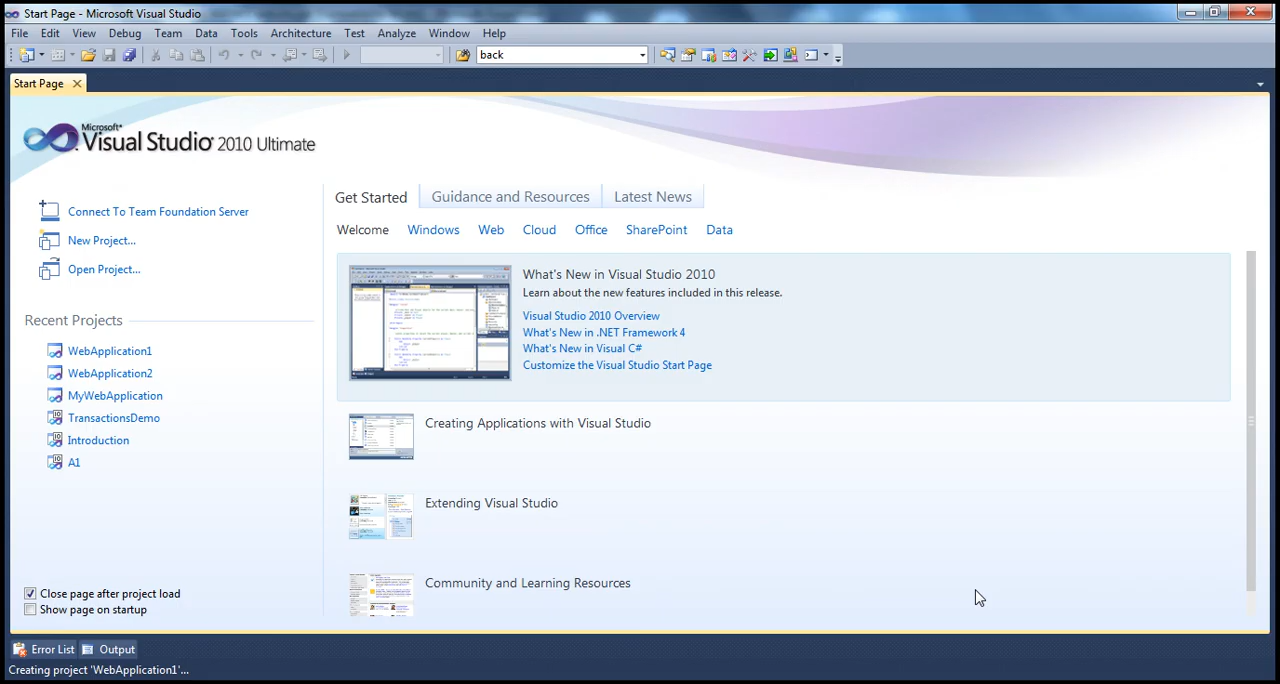 Start Page - Microsoft Visual Studio
File Edit View Debug Team Data Tools Architecture Test Analyze Window Help
back
Start Page
Microsoft®
Visual Studio 2010 Ultimate
Connect To Team Foundation Server
New Project...
Open Project...
Recent Projects
WebApplication1
WebApplication2
MyWebApplication
TransactionsDemo
Introduction
A1
Close page after project load
Show page on startup
Get Started Guidance and Resources Latest News
Welcome Windows Web Cloud Office SharePoint Data
What's New in Visual Studio 2010
Learn about the new features included in this release.
Visual Studio 2010 Overview
What's New in .NET Framework 4
What's New in Visual C#
Customize the Visual Studio Start Page
Creating Applications with Visual Studio
Extending Visual Studio
Community and Learning Resources
Error List Output
Creating project 'WebApplication1'...